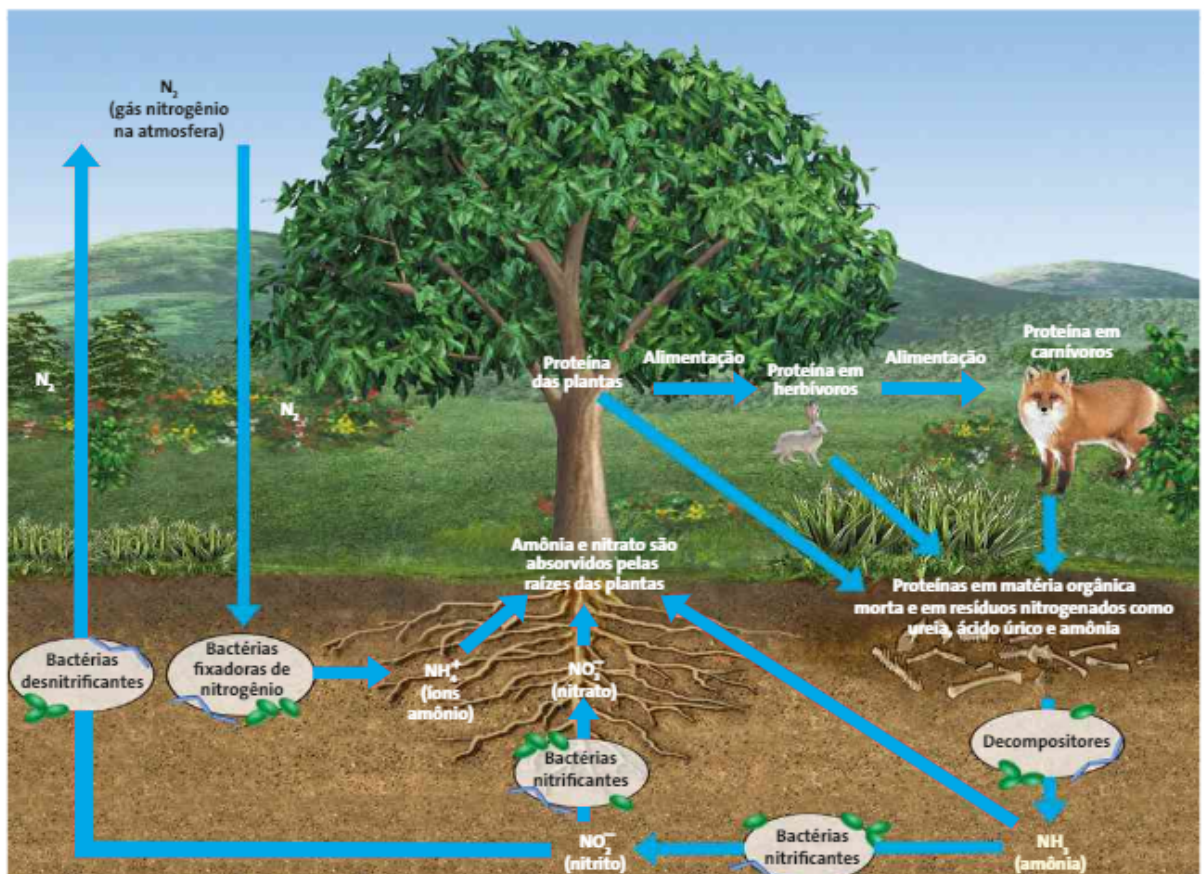 N₂
(gás nitrogênio
na atmosfera)
N₂
N₂
Proteína
das plantas
Alimentação
Proteína em
herbívoros
Alimentação
Proteína em
carnívoros
Amônia e nitrato são
absorvidos pelas
raízes das plantas
Proteínas em matéria orgânica
morta e em resíduos nitrogenados como
ureia, ácido úrico e amônia
Bactérias
desnitrificantes
Bactérias
fixadoras de
nitrogênio
NH₄⁺
(íons
amônio)
NO₃⁻
(nitrato)
Bactérias
nitrificantes
Decompositores
NO₂⁻
(nitrito)
Bactérias
nitrificantes
NH₃
(amônia)